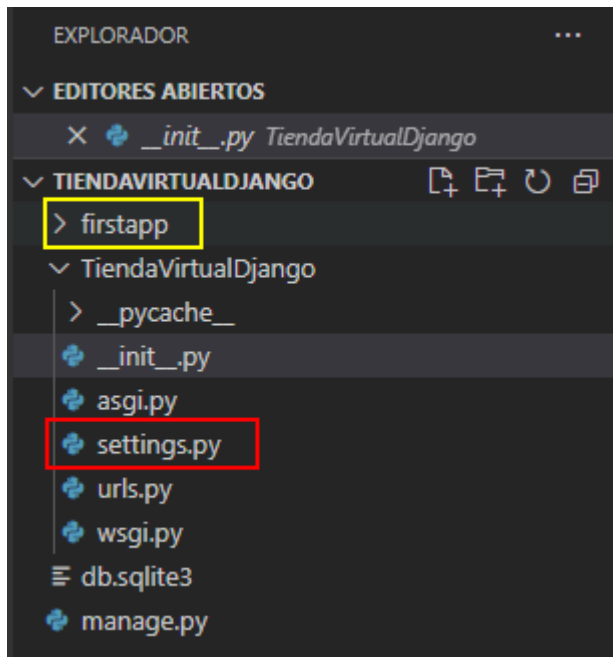 EXPLORADOR
EDITORES ABIERTOS
__init__.py TiendaVirtualDjango
TIENDAVIRTUALDJANGO
firstapp
TiendaVirtualDjango
__pycache__
__init__.py
asgi.py
settings.py
urls.py
wsgi.py
db.sqlite3
manage.py